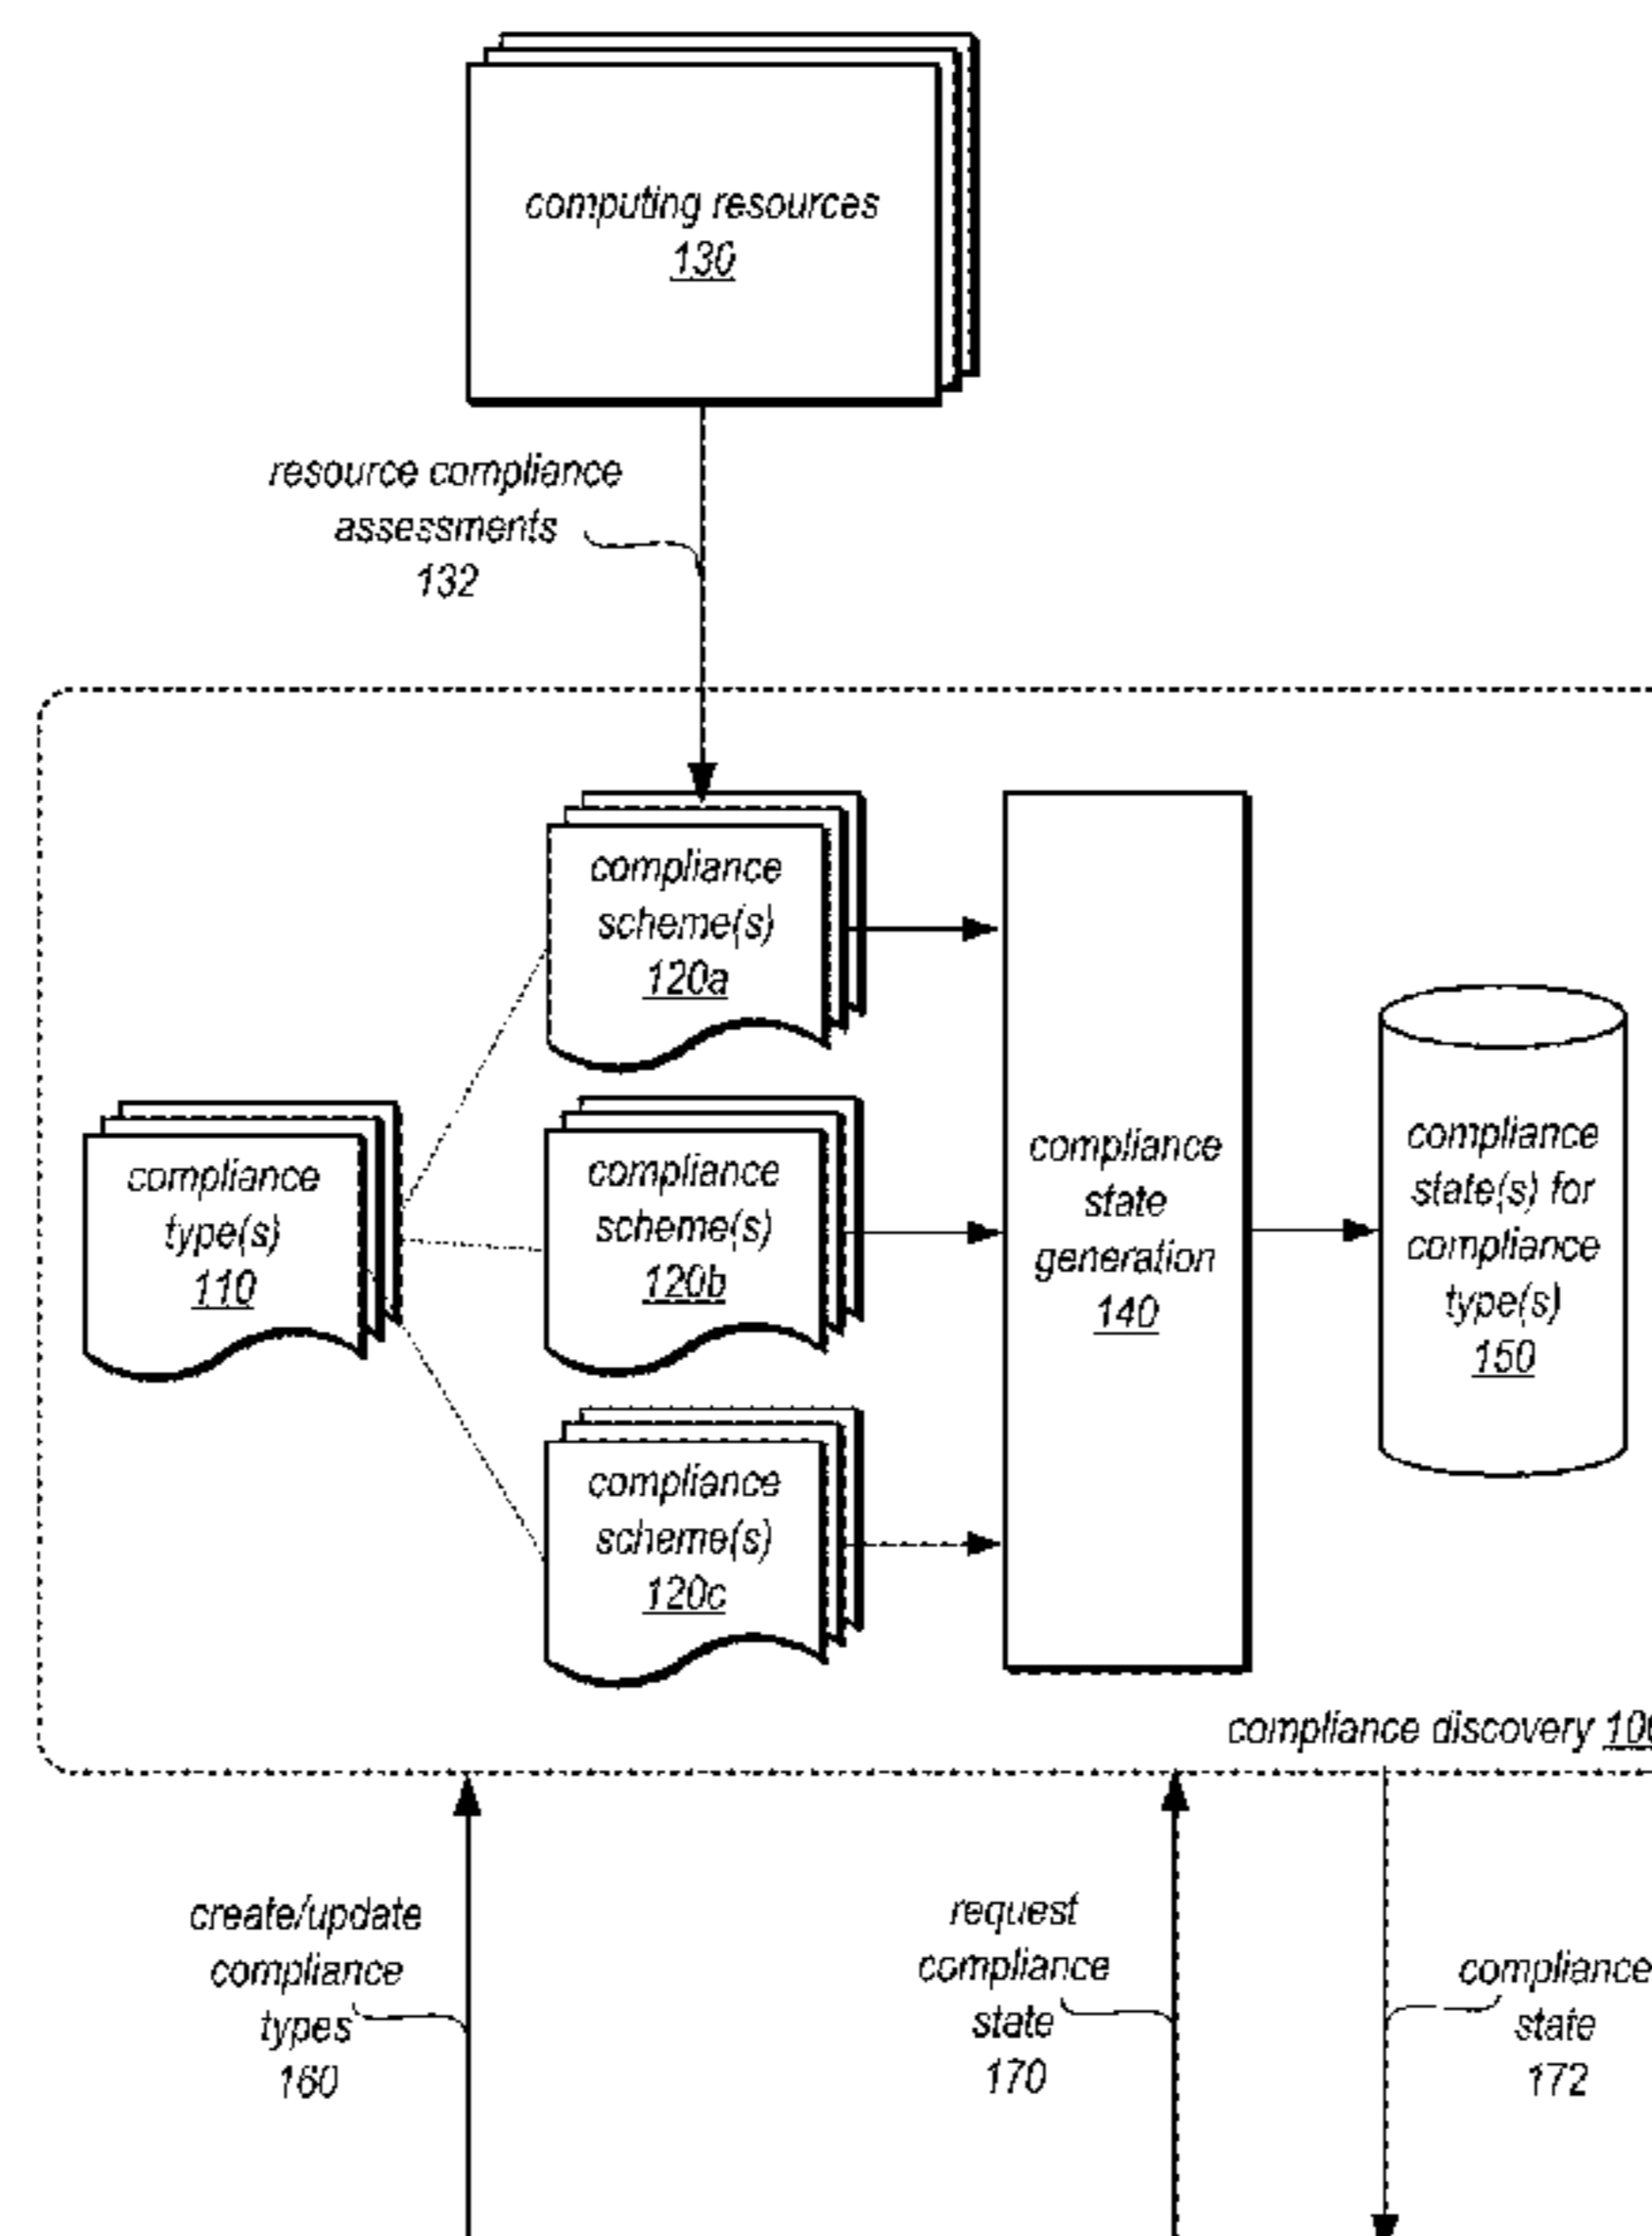 computing resources
130
resource compliance
assessments
132
compliance
scheme(s)
120a
compliance
type(s)
110
compliance
scheme(s)
120b
compliance
scheme(s)
120c
compliance
state
generation
140
compliance
state(s) for
compliance
type(s)
150
compliance discovery
create/update
compliance
types
160
request
compliance
state
170
compliance
state
172